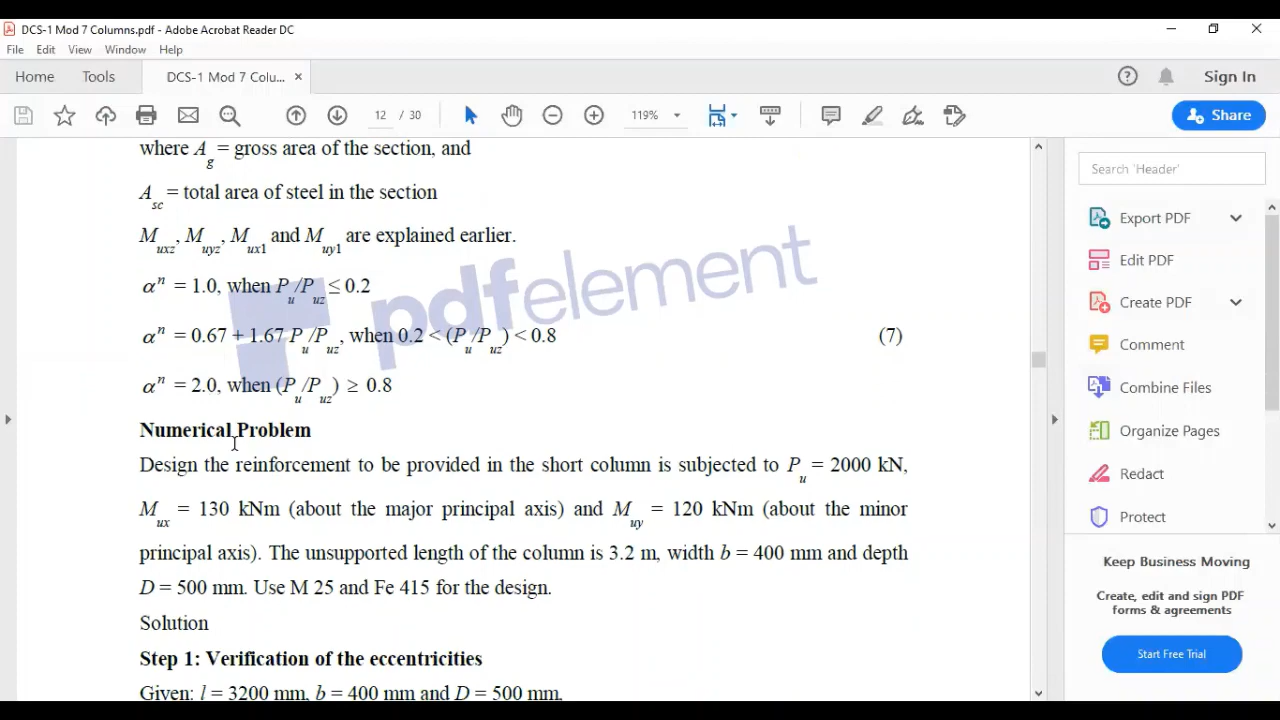 DCS-1 Mod 7 Columns.pdf - Adobe Acrobat Reader DC
File Edit View Window Help
Home Tools DCS-1 Mod 7 Colu... × Sign In
12 / 30 119% Share
where A_g = gross area of the section, and
A_sc = total area of steel in the section
M_uxz, M_uyz, M_ux1 and M_uy1 are explained earlier.
α^n = 1.0, when P_u/P_uz ≤ 0.2
α^n = 0.67 + 1.67 P_u/P_uz, when 0.2 < (P_u/P_uz) < 0.8 (7)
α^n = 2.0, when (P_u/P_uz) ≥ 0.8
pdfelement
Numerical Problem
Design the reinforcement to be provided in the short column is subjected to P_u = 2000 kN,
M_ux = 130 kNm (about the major principal axis) and M_uy = 120 kNm (about the minor
principal axis). The unsupported length of the column is 3.2 m, width b = 400 mm and depth
D = 500 mm. Use M 25 and Fe 415 for the design.
Solution
Step 1: Verification of the eccentricities
Given: l = 3200 mm, b = 400 mm and D = 500 mm,
Search 'Header'
Export PDF
Edit PDF
Create PDF
Comment
Combine Files
Organize Pages
Redact
Protect
Keep Business Moving
Create, edit and sign PDF
forms & agreements
Start Free Trial